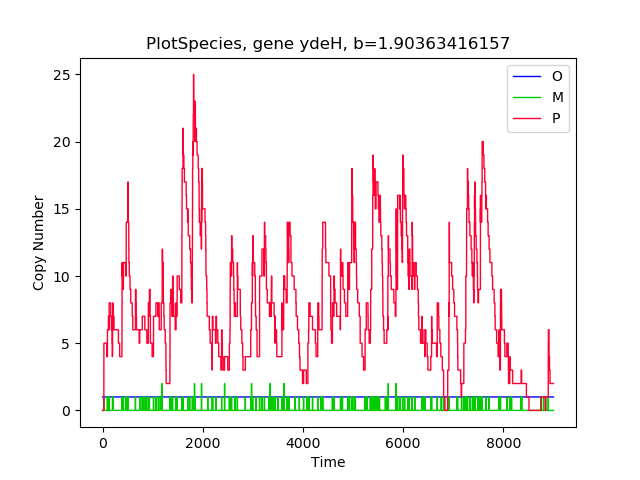 PlotSpecies, gene ydeH, b=1.90363416157
O
M
P
25
20
15
10
5
0
Copy Number
0 2000 4000 6000 8000
Time